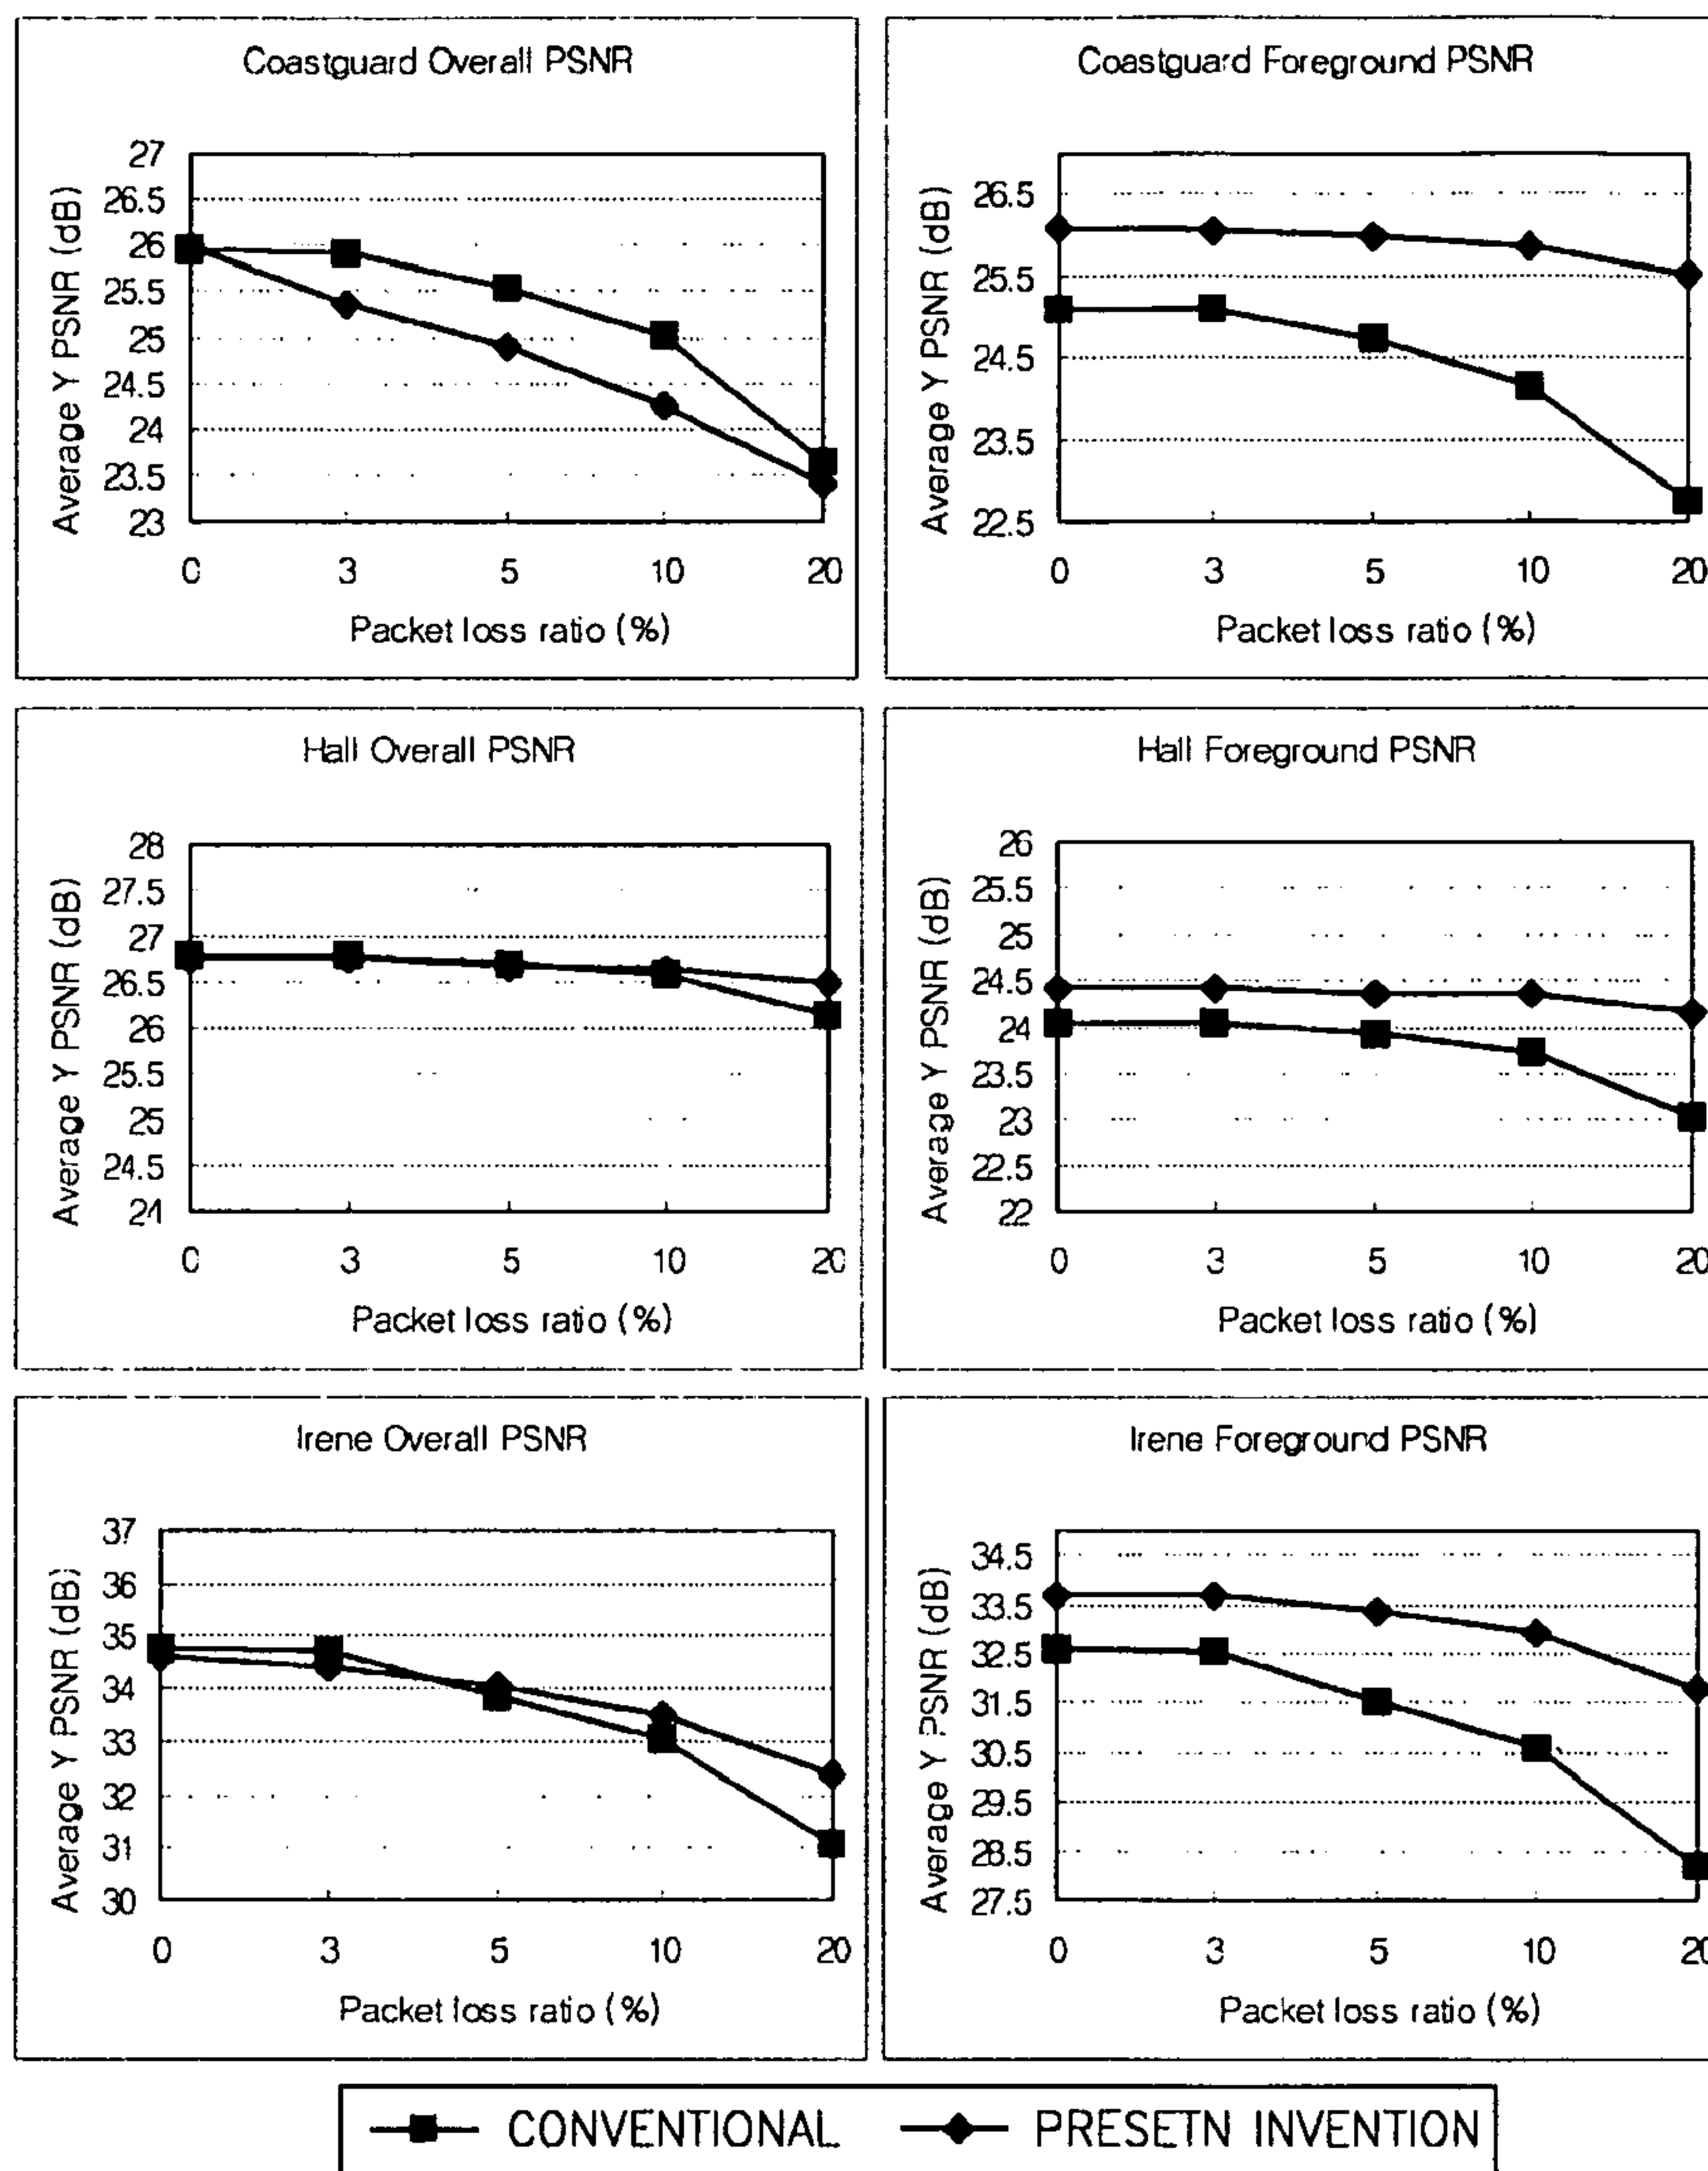 Coastguard Overall PSNR
Average Y PSNR (dB)
27
26.5
26
25.5
25
24.5
24
23.5
23
0 3 5 10 20
Packet loss ratio (%)
Coastguard Foreground PSNR
Average Y PSNR (dB)
26.5
25.5
24.5
23.5
22.5
0 3 5 10 20
Packet loss ratio (%)
Hall Overall PSNR
Average Y PSNR (dB)
28
27.5
27
26.5
26
25.5
25
24.5
24
0 3 5 10 20
Packet loss ratio (%)
Hall Foreground PSNR
Average Y PSNR (dB)
26
25.5
25
24.5
24
23.5
23
22.5
22
0 3 5 10 20
Packet loss ratio (%)
Irene Overall PSNR
Average Y PSNR (dB)
37
36
35
34
33
32
31
30
0 3 5 10 20
Packet loss ratio (%)
Irene Foreground PSNR
Average Y PSNR (dB)
34.5
33.5
32.5
31.5
30.5
29.5
28.5
27.5
0 3 5 10 20
Packet loss ratio (%)
CONVENTIONAL PRESETN INVENTION